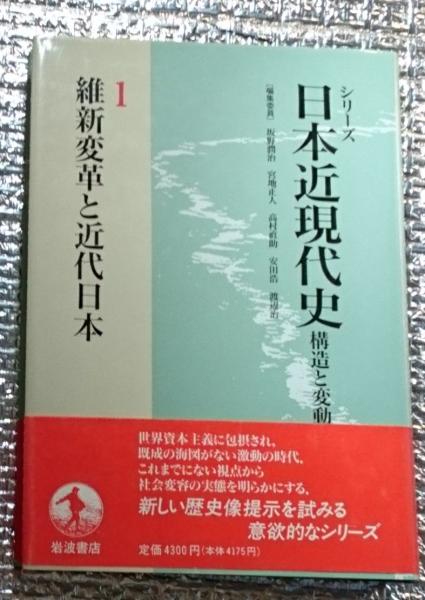 シリーズ
日本近現代史
構造と変動
[編集委員] 坂野潤治 宮地正人 高村直助 安田浩 渡辺治
1
維新変革と近代日本
世界資本主義に包摂され,
既成の海図がない激動の時代.
これまでにない視点から
社会変容の実態を明らかにする.
新しい歴史像提示を試みる
意欲的なシリーズ
岩波書店
定価4300円(本体4175円)